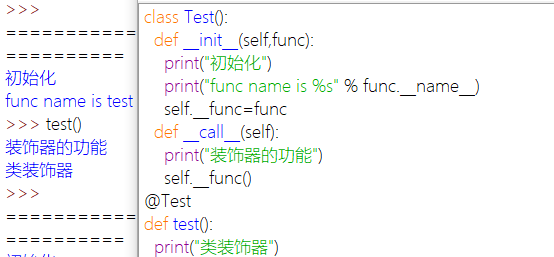 >>>
============
==========
初始化
func name is test
>>> test()
装饰器的功能
类装饰器
>>>
============
==========
class Test():
def __init__(self,func):
print("初始化")
print("func name is %s" % func.__name__)
self.__func=func
def __call__(self):
print("装饰器的功能")
self.__func()
@Test
def test():
print("类装饰器")